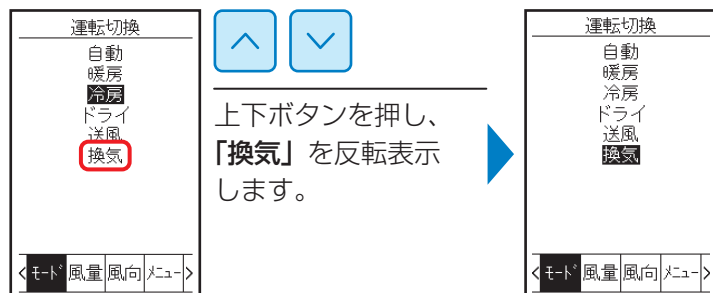 運転切換
自動
暖房
冷房
ドライ
送風
換気
モード 風量 風向 メニュー
上下ボタンを押し、
「換気」を反転表示
します。
運転切換
自動
暖房
冷房
ドライ
送風
換気
モード 風量 風向 メニュー